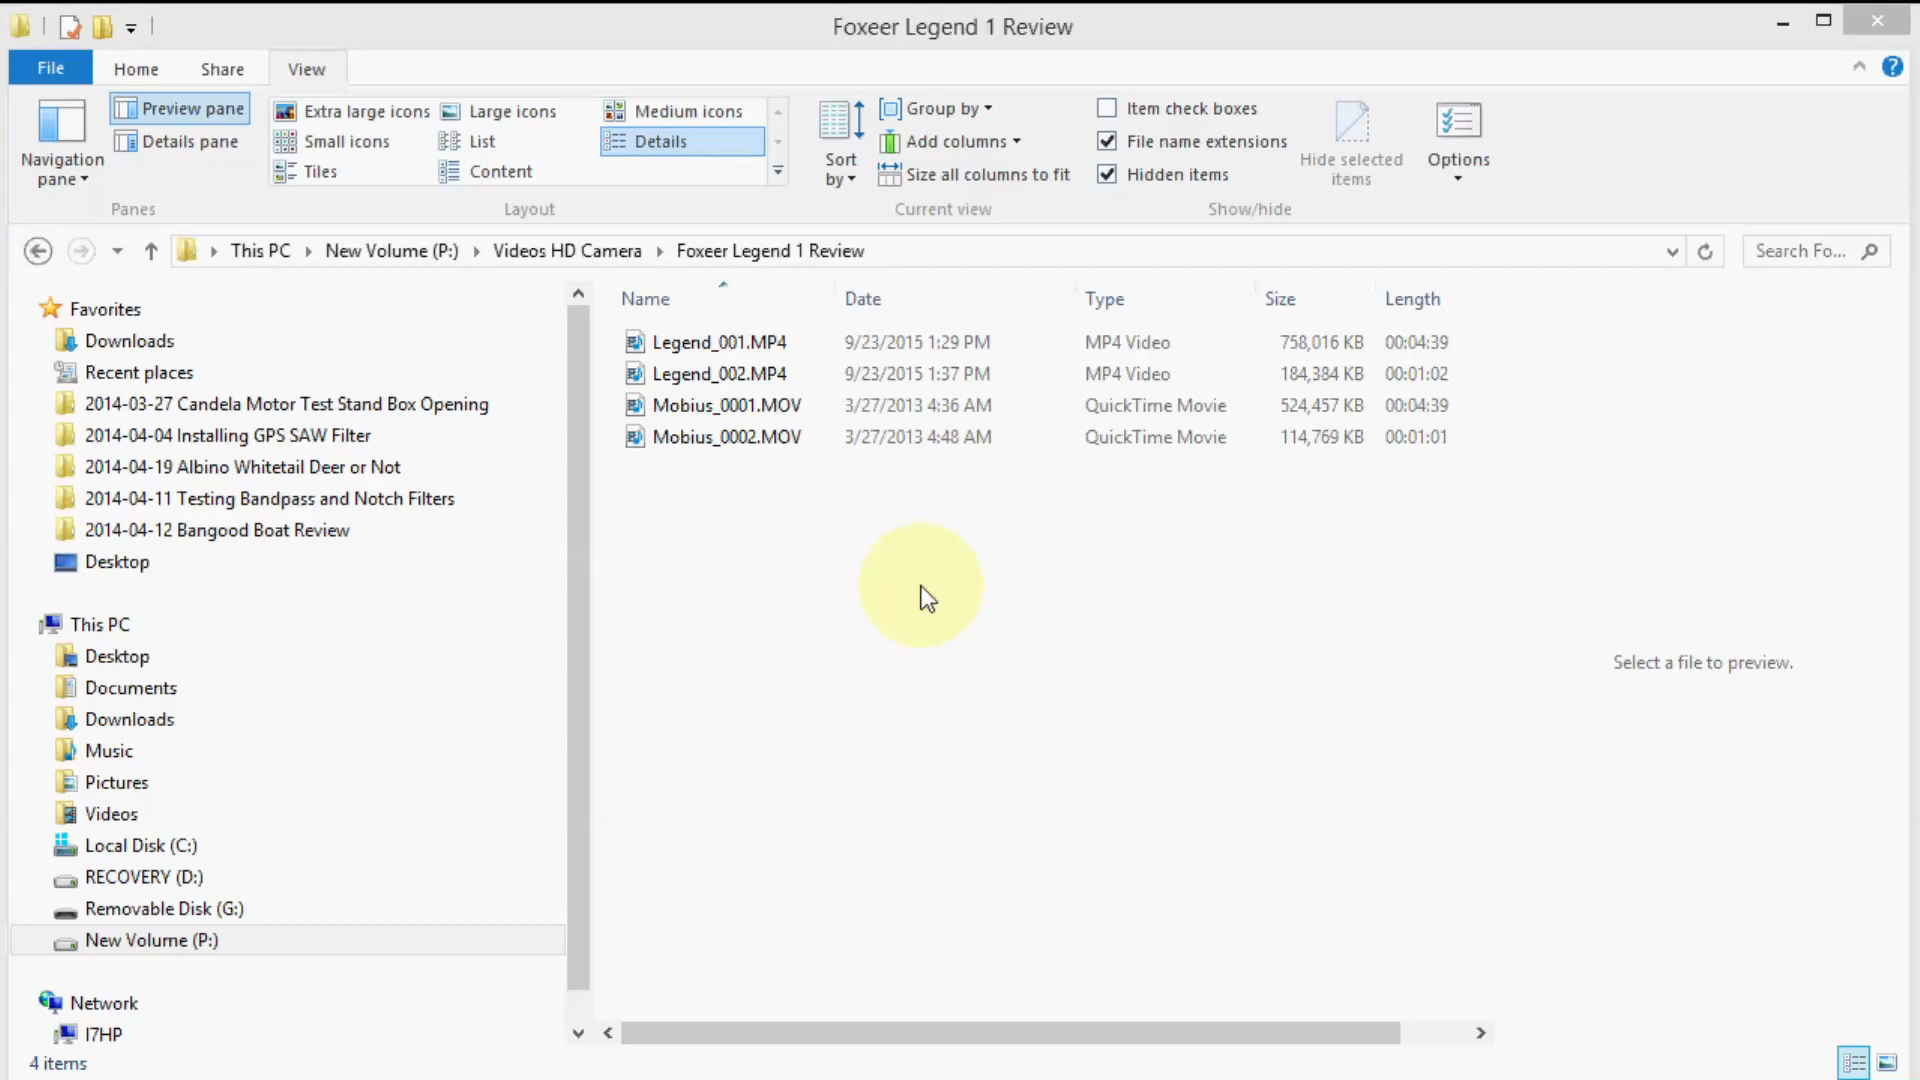 Foxeer Legend 1 Review
File Home Share View
Preview pane
Details pane
Navigation pane
Panes
Extra large icons Large icons Medium icons
Small icons List Details
Tiles Content
Layout
Sort by
Group by
Add columns
Size all columns to fit
Current view
Item check boxes
File name extensions
Hidden items
Hide selected items
Show/hide
Options
This PC New Volume (P:) Videos HD Camera Foxeer Legend 1 Review
Search Fo...
Favorites
Downloads
Recent places
2014-03-27 Candela Motor Test Stand Box Opening
2014-04-04 Installing GPS SAW Filter
2014-04-19 Albino Whitetail Deer or Not
2014-04-11 Testing Bandpass and Notch Filters
2014-04-12 Bangood Boat Review
Desktop
This PC
Desktop
Documents
Downloads
Music
Pictures
Videos
Local Disk (C:)
RECOVERY (D:)
Removable Disk (G:)
New Volume (P:)
Network
I7HP
Name Date Type Size Length
Legend_001.MP4 9/23/2015 1:29 PM MP4 Video 758,016 KB 00:04:39
Legend_002.MP4 9/23/2015 1:37 PM MP4 Video 184,384 KB 00:01:02
Mobius_0001.MOV 3/27/2013 4:36 AM QuickTime Movie 524,457 KB 00:04:39
Mobius_0002.MOV 3/27/2013 4:48 AM QuickTime Movie 114,769 KB 00:01:01
Select a file to preview.
4 items